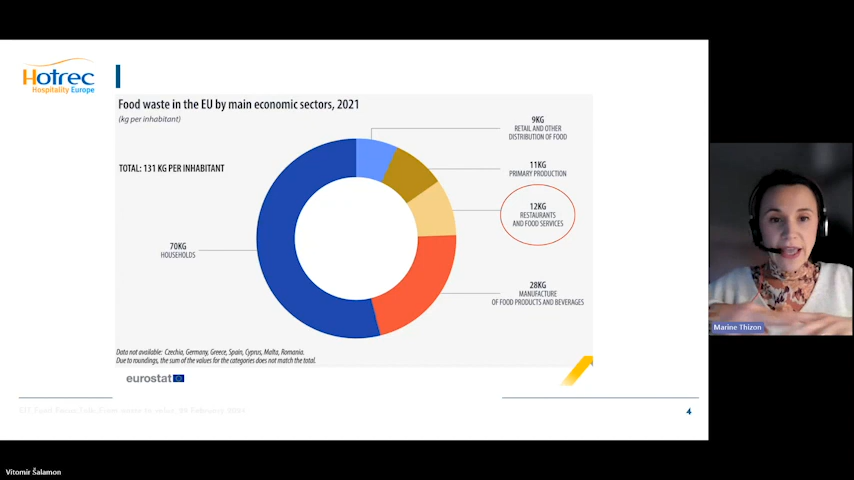 Hotrec
Hospitality Europe
Food waste in the EU by main economic sectors, 2021
(kg per inhabitant)
TOTAL: 131 KG PER INHABITANT
9KG
RETAIL AND OTHER
DISTRIBUTION OF FOOD
11KG
PRIMARY PRODUCTION
12KG
RESTAURANTS
AND FOOD SERVICES
70KG
HOUSEHOLDS
28KG
MANUFACTURE
OF FOOD PRODUCTS AND BEVERAGES
Data not available: Czechia, Germany, Greece, Spain, Cyprus, Malta, Romania.
Due to roundings, the sum of the values for the categories does not match the total.
eurostat
4
Marine Thizon
Vitomir Šalamon